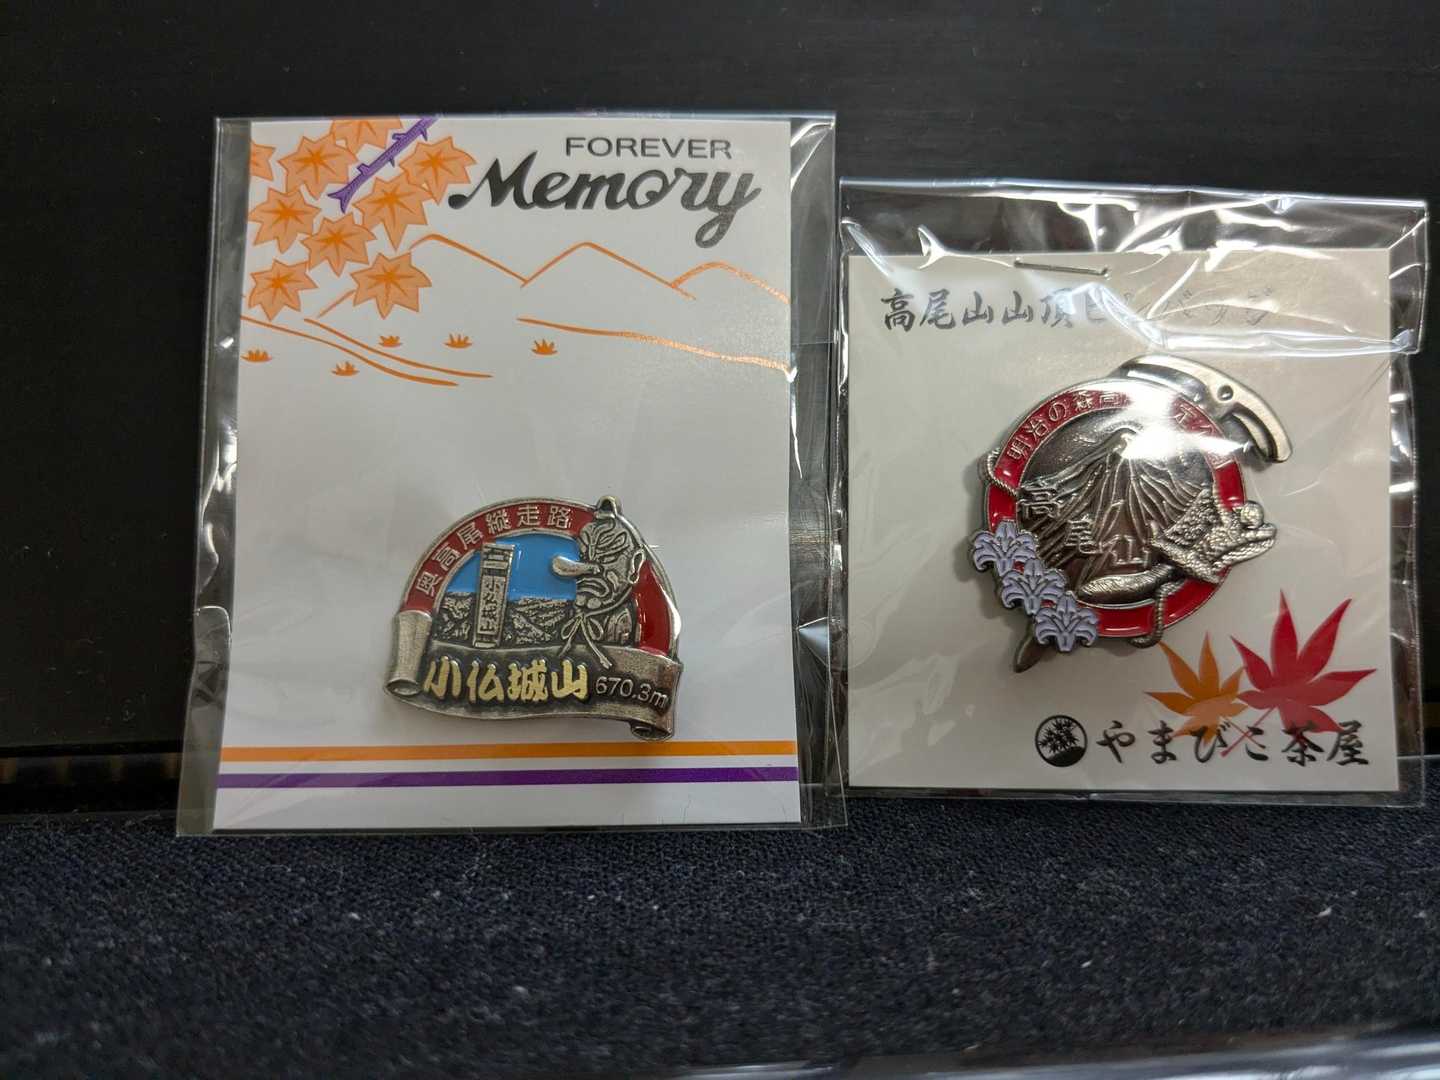 FOREVER
Memory
奥高尾縦走路
小仏城山 670.3m
高尾山山頂ピンバッジ
明治の森高
高尾山
やまびこ茶屋